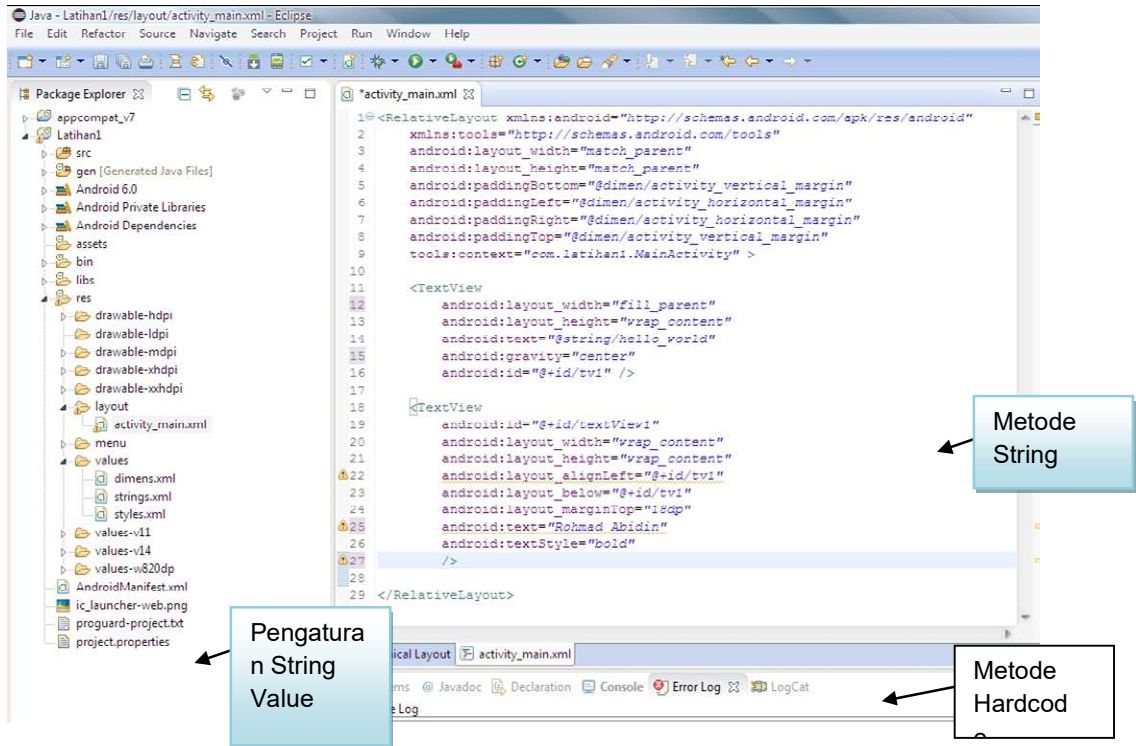 Java - Latihan1/res/layout/activity_main.xml - Eclipse
File Edit Refactor Source Navigate Search Project Run Window Help
Package Explorer
appcompat_v7
Latihan1
src
gen [Generated Java Files]
Android 6.0
Android Private Libraries
Android Dependencies
assets
bin
libs
res
drawable-hdpi
drawable-ldpi
drawable-mdpi
drawable-xhdpi
drawable-xxhdpi
layout
activity_main.xml
menu
values
dimens.xml
strings.xml
styles.xml
values-v11
values-v14
values-w820dp
AndroidManifest.xml
ic_launcher-web.png
proguard-project.txt
project.properties
*activity_main.xml
1 <RelativeLayout xmlns:android="http://schemas.android.com/apk/res/android"
2 xmlns:tools="http://schemas.android.com/tools"
3 android:layout_width="match_parent"
4 android:layout_height="match_parent"
5 android:paddingBottom="@dimen/activity_vertical_margin"
6 android:paddingLeft="@dimen/activity_horizontal_margin"
7 android:paddingRight="@dimen/activity_horizontal_margin"
8 android:paddingTop="@dimen/activity_vertical_margin"
9 tools:context="com.latihan1.MainActivity" >
10
11 <TextView
12 android:layout_width="fill_parent"
13 android:layout_height="wrap_content"
14 android:text="@string/hello_world"
15 android:gravity="center"
16 android:id="@+id/tv1" />
17
18 <TextView
19 android:id="@+id/textView1"
20 android:layout_width="wrap_content"
21 android:layout_height="wrap_content"
22 android:layout_alignLeft="@+id/tv1"
23 android:layout_below="@+id/tv1"
24 android:layout_marginTop="18dp"
25 android:text="Rohmad Abidin"
26 android:textStyle="bold"
27 />
28
29 </RelativeLayout>
Metode
String
Pengatura
n String
Value
ical Layout activity_main.xml
ems @ Javadoc Declaration Console Error Log LogCat
e Log
Metode
Hardcod